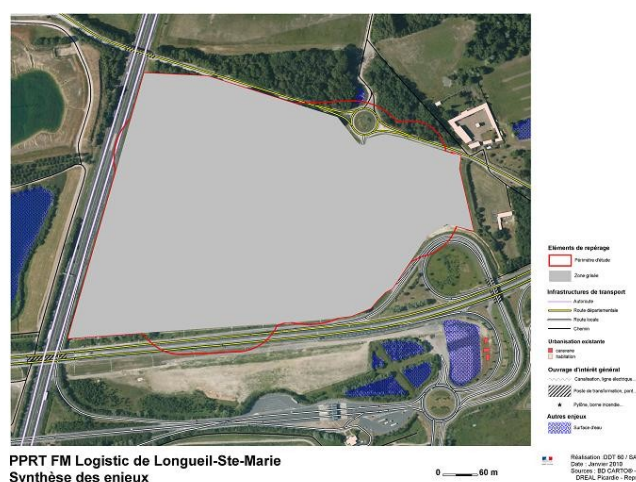 Eléments de repérage
Périmètre d'étude
Zone grisée
Infrastructures de transport
Autoroute
Route départementale
Route locale
Chemin
Urbanisation existante
caserne
habitation
Ouvrage d'intérêt général
Canalisation, ligne électrique...
Poste de transformation, pont...
Pylône, borne incendie...
Autres enjeux
Surface d'eau
PPRT FM Logistic de Longueil-Ste-Marie
Synthèse des enjeux
0 60 m
Réalisation :DDT 60 / SA
Date : Janvier 2010
Sources : BD CARTO® -
DREAL Picardie - Rep